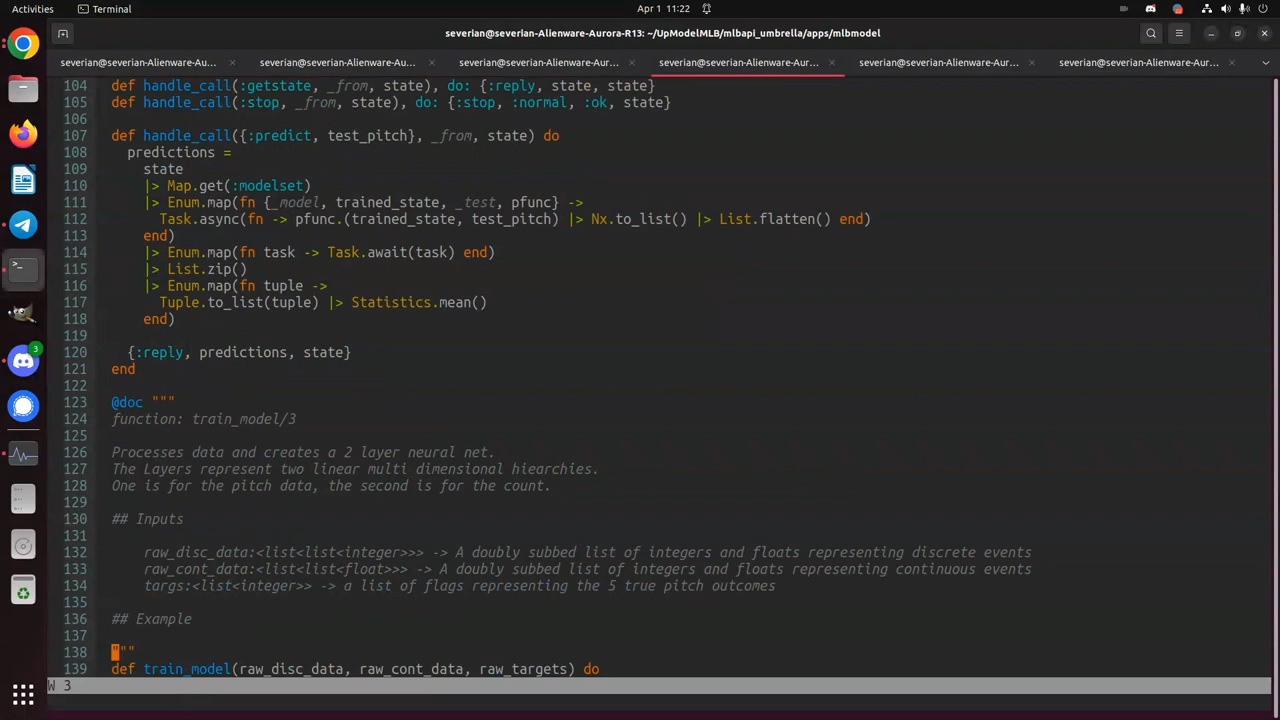 Activities
Terminal
Apr 1 11:22
severian@severian-Alienware-Aurora-R13: ~/UpModelMLB/mlbapi_umbrella/apps/mlbmodel
severian@severian-Alienware-Aur... × severian@severian-Alienware-Aur... × severian@severian-Alienware-Aur... × severian@severian-Alienware-Aur... × severian@severian-Alienware-Aur... × severian@severian-Alienware-Aur... ×
104 def handle_call(:getstate, _from, state), do: {:reply, state, state}
105 def handle_call(:stop, _from, state), do: {:stop, :normal, :ok, state}
106
107 def handle_call({:predict, test_pitch}, _from, state) do
108 predictions =
109 state
110 |> Map.get(:modelset)
111 |> Enum.map(fn {_model, trained_state, _test, pfunc} ->
112 Task.async(fn -> pfunc.(trained_state, test_pitch) |> Nx.to_list() |> List.flatten() end)
113 end)
114 |> Enum.map(fn task -> Task.await(task) end)
115 |> List.zip()
116 |> Enum.map(fn tuple ->
117 Tuple.to_list(tuple) |> Statistics.mean()
118 end)
119
120 {:reply, predictions, state}
121 end
122
123 @doc """
124 function: train_model/3
125
126 Processes data and creates a 2 layer neural net.
127 The Layers represent two linear multi dimensional hiearchies.
128 One is for the pitch data, the second is for the count.
129
130 ## Inputs
131
132 raw_disc_data:<list<list<integer>>> -> A doubly subbed list of integers and floats representing discrete events
133 raw_cont_data:<list<list<float>>> -> A doubly subbed list of integers and floats representing continuous events
134 targs:<list<integer>> -> a list of flags representing the 5 true pitch outcomes
135
136 ## Example
137
138 """
139 def train_model(raw_disc_data, raw_cont_data, raw_targets) do
W 3
3